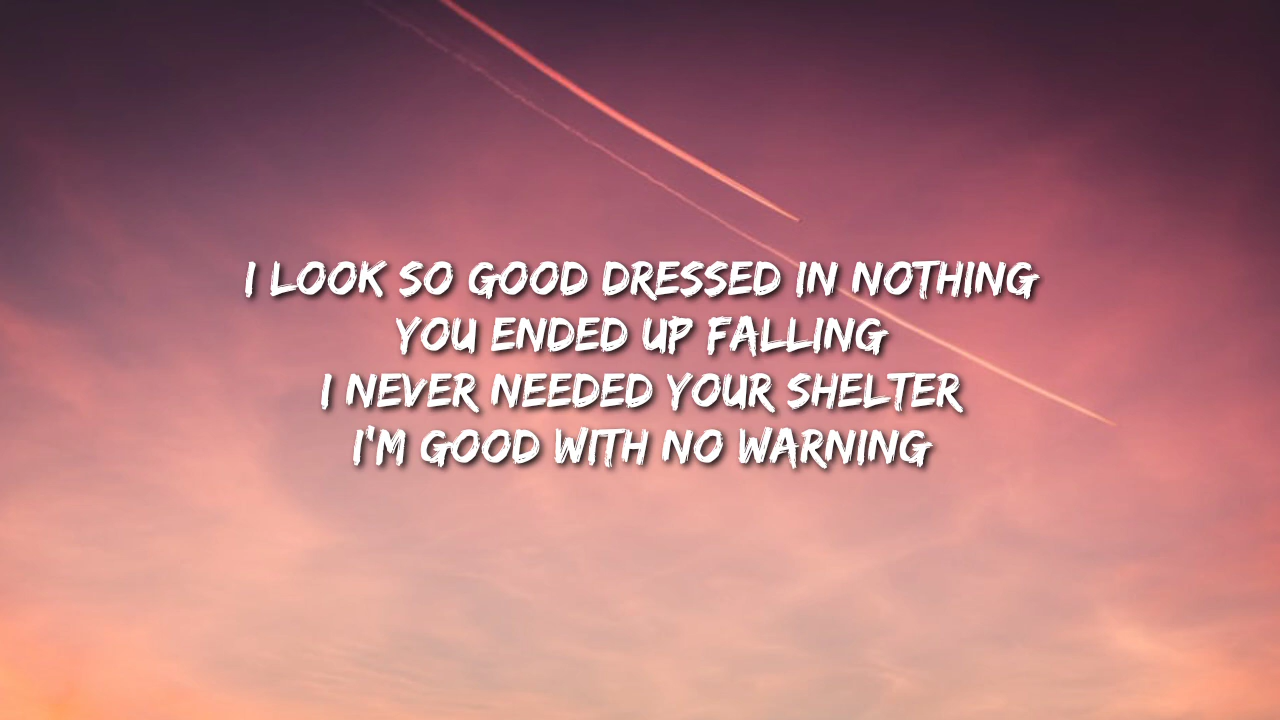 I LOOK SO GOOD DRESSED IN NOTHING
YOU ENDED UP FALLING
I NEVER NEEDED YOUR SHELTER
I'M GOOD WITH NO WARNING